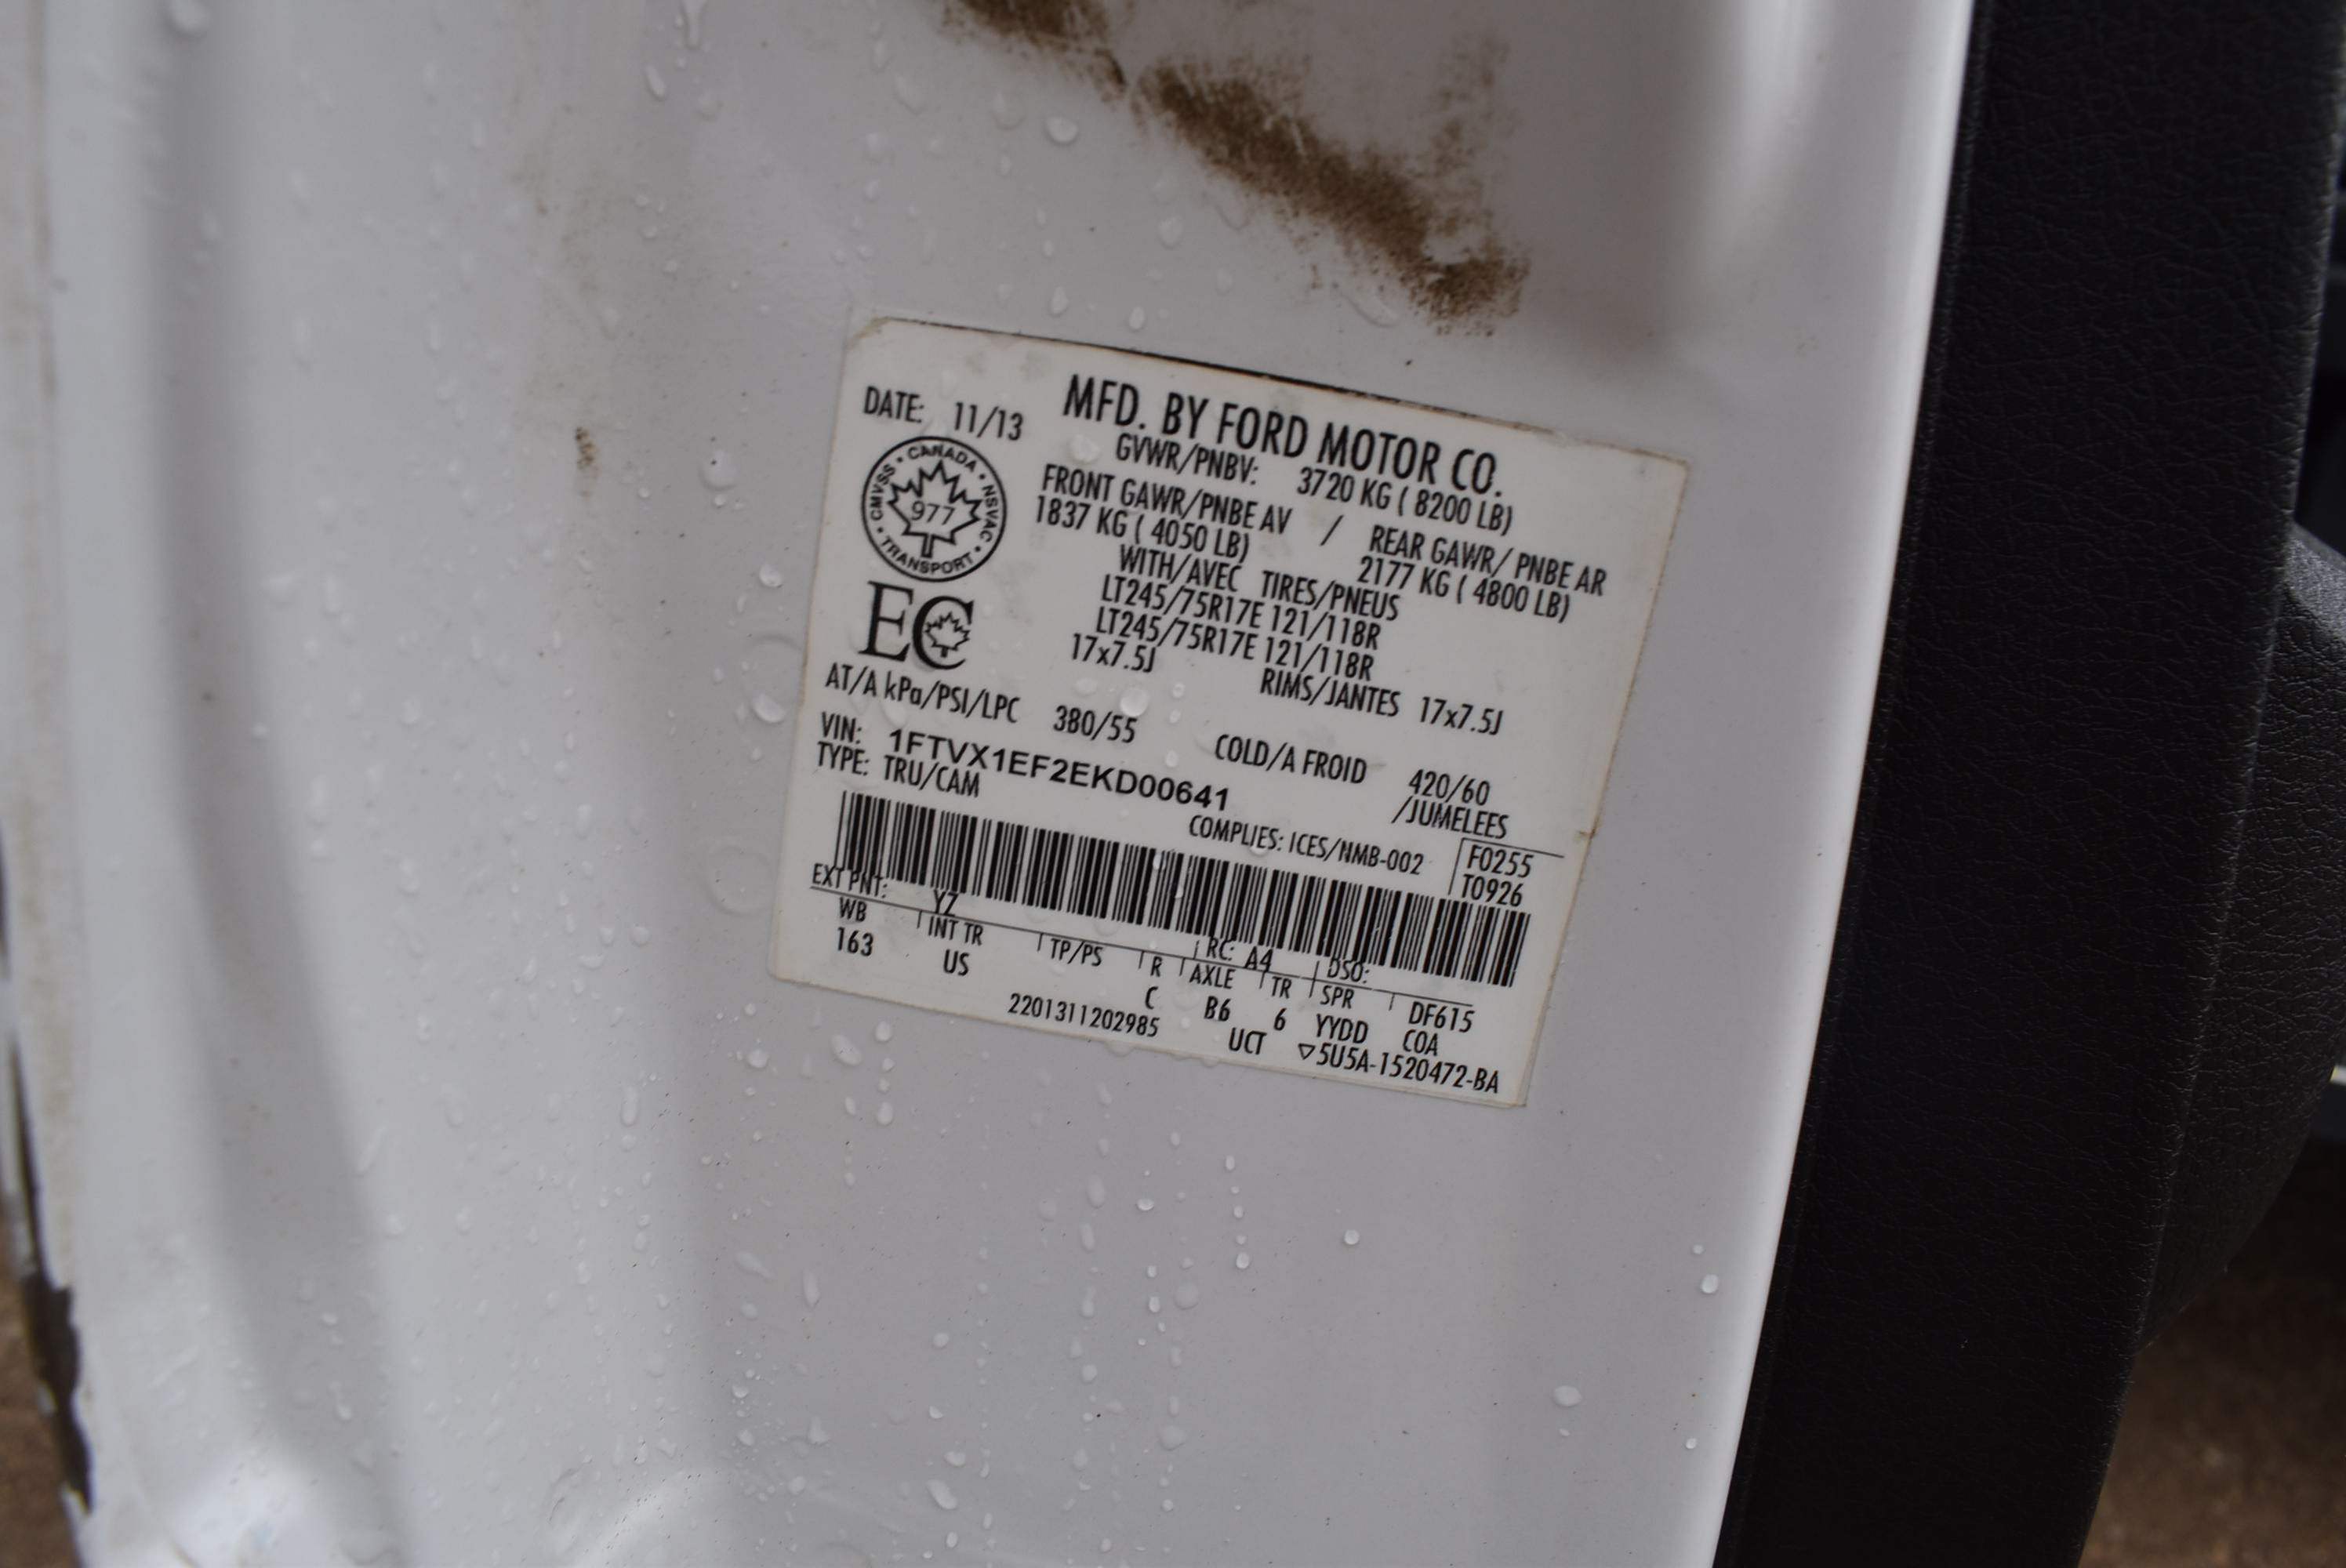 DATE: 11/13
MFD. BY FORD MOTOR CO.
GVWR/PNBV: 3720 KG ( 8200 LB)
FRONT GAWR/PNBE AV / REAR GAWR/ PNBE AR
1837 KG ( 4050 LB) 2177 KG ( 4800 LB)
WITH/AVEC TIRES/PNEUS
LT245/75R17E 121/118R
LT245/75R17E 121/118R
17x7.5J RIMS/JANTES 17x7.5J
CANADA • NSVAC • TRANSPORT • CMVSS •
977
EC
AT/A kPa/PSI/LPC 380/55 COLD/A FROID 420/60
/JUMELEES
VIN: 1FTVX1EF2EKD00641
TYPE: TRU/CAM
COMPLIES: ICES/NMB-002
F0255
T0926
EXT PNT: YZ RC: A4 DSO:
WB INT TR TP/PS R AXLE TR SPR DF615
163 US C B6 6 YYDD COA
2201311202985 UCT ▽5U5A-1520472-BA